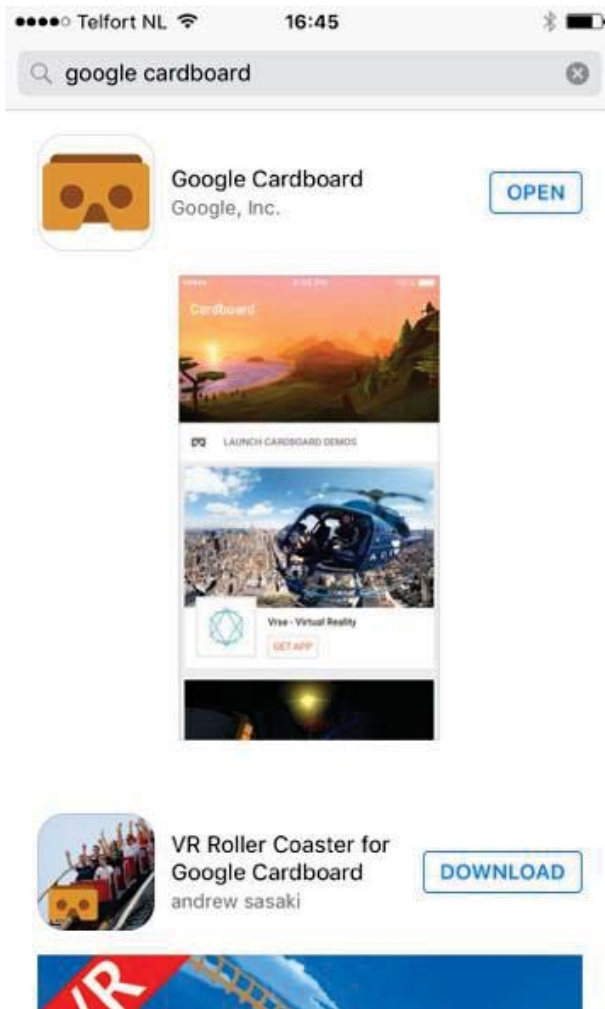 Telfort NL 16:45
google cardboard
Google Cardboard
Google, Inc.
OPEN
Cardboard
LAUNCH CARDBOARD DEMOS
Vrse - Virtual Reality
GET APP
VR Roller Coaster for
Google Cardboard
andrew sasaki
DOWNLOAD
VR